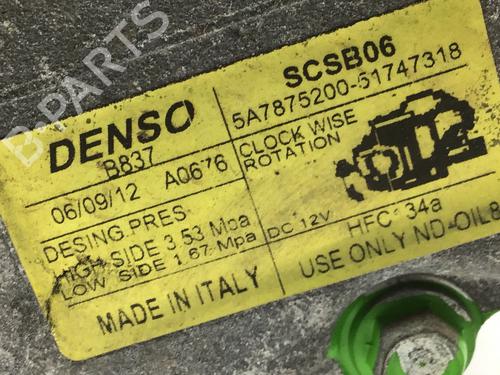 B-PARTS
DENSO
SCSB06
5A7875200-51747318
B837
CLOCK WISE
ROTATION
06/09/12 A0676
DESING PRES
HIGH SIDE 3.53 Mpa
LOW SIDE 1.67 Mpa
DC 12V
HFC 34a
USE ONLY ND-OIL8
MADE IN ITALY